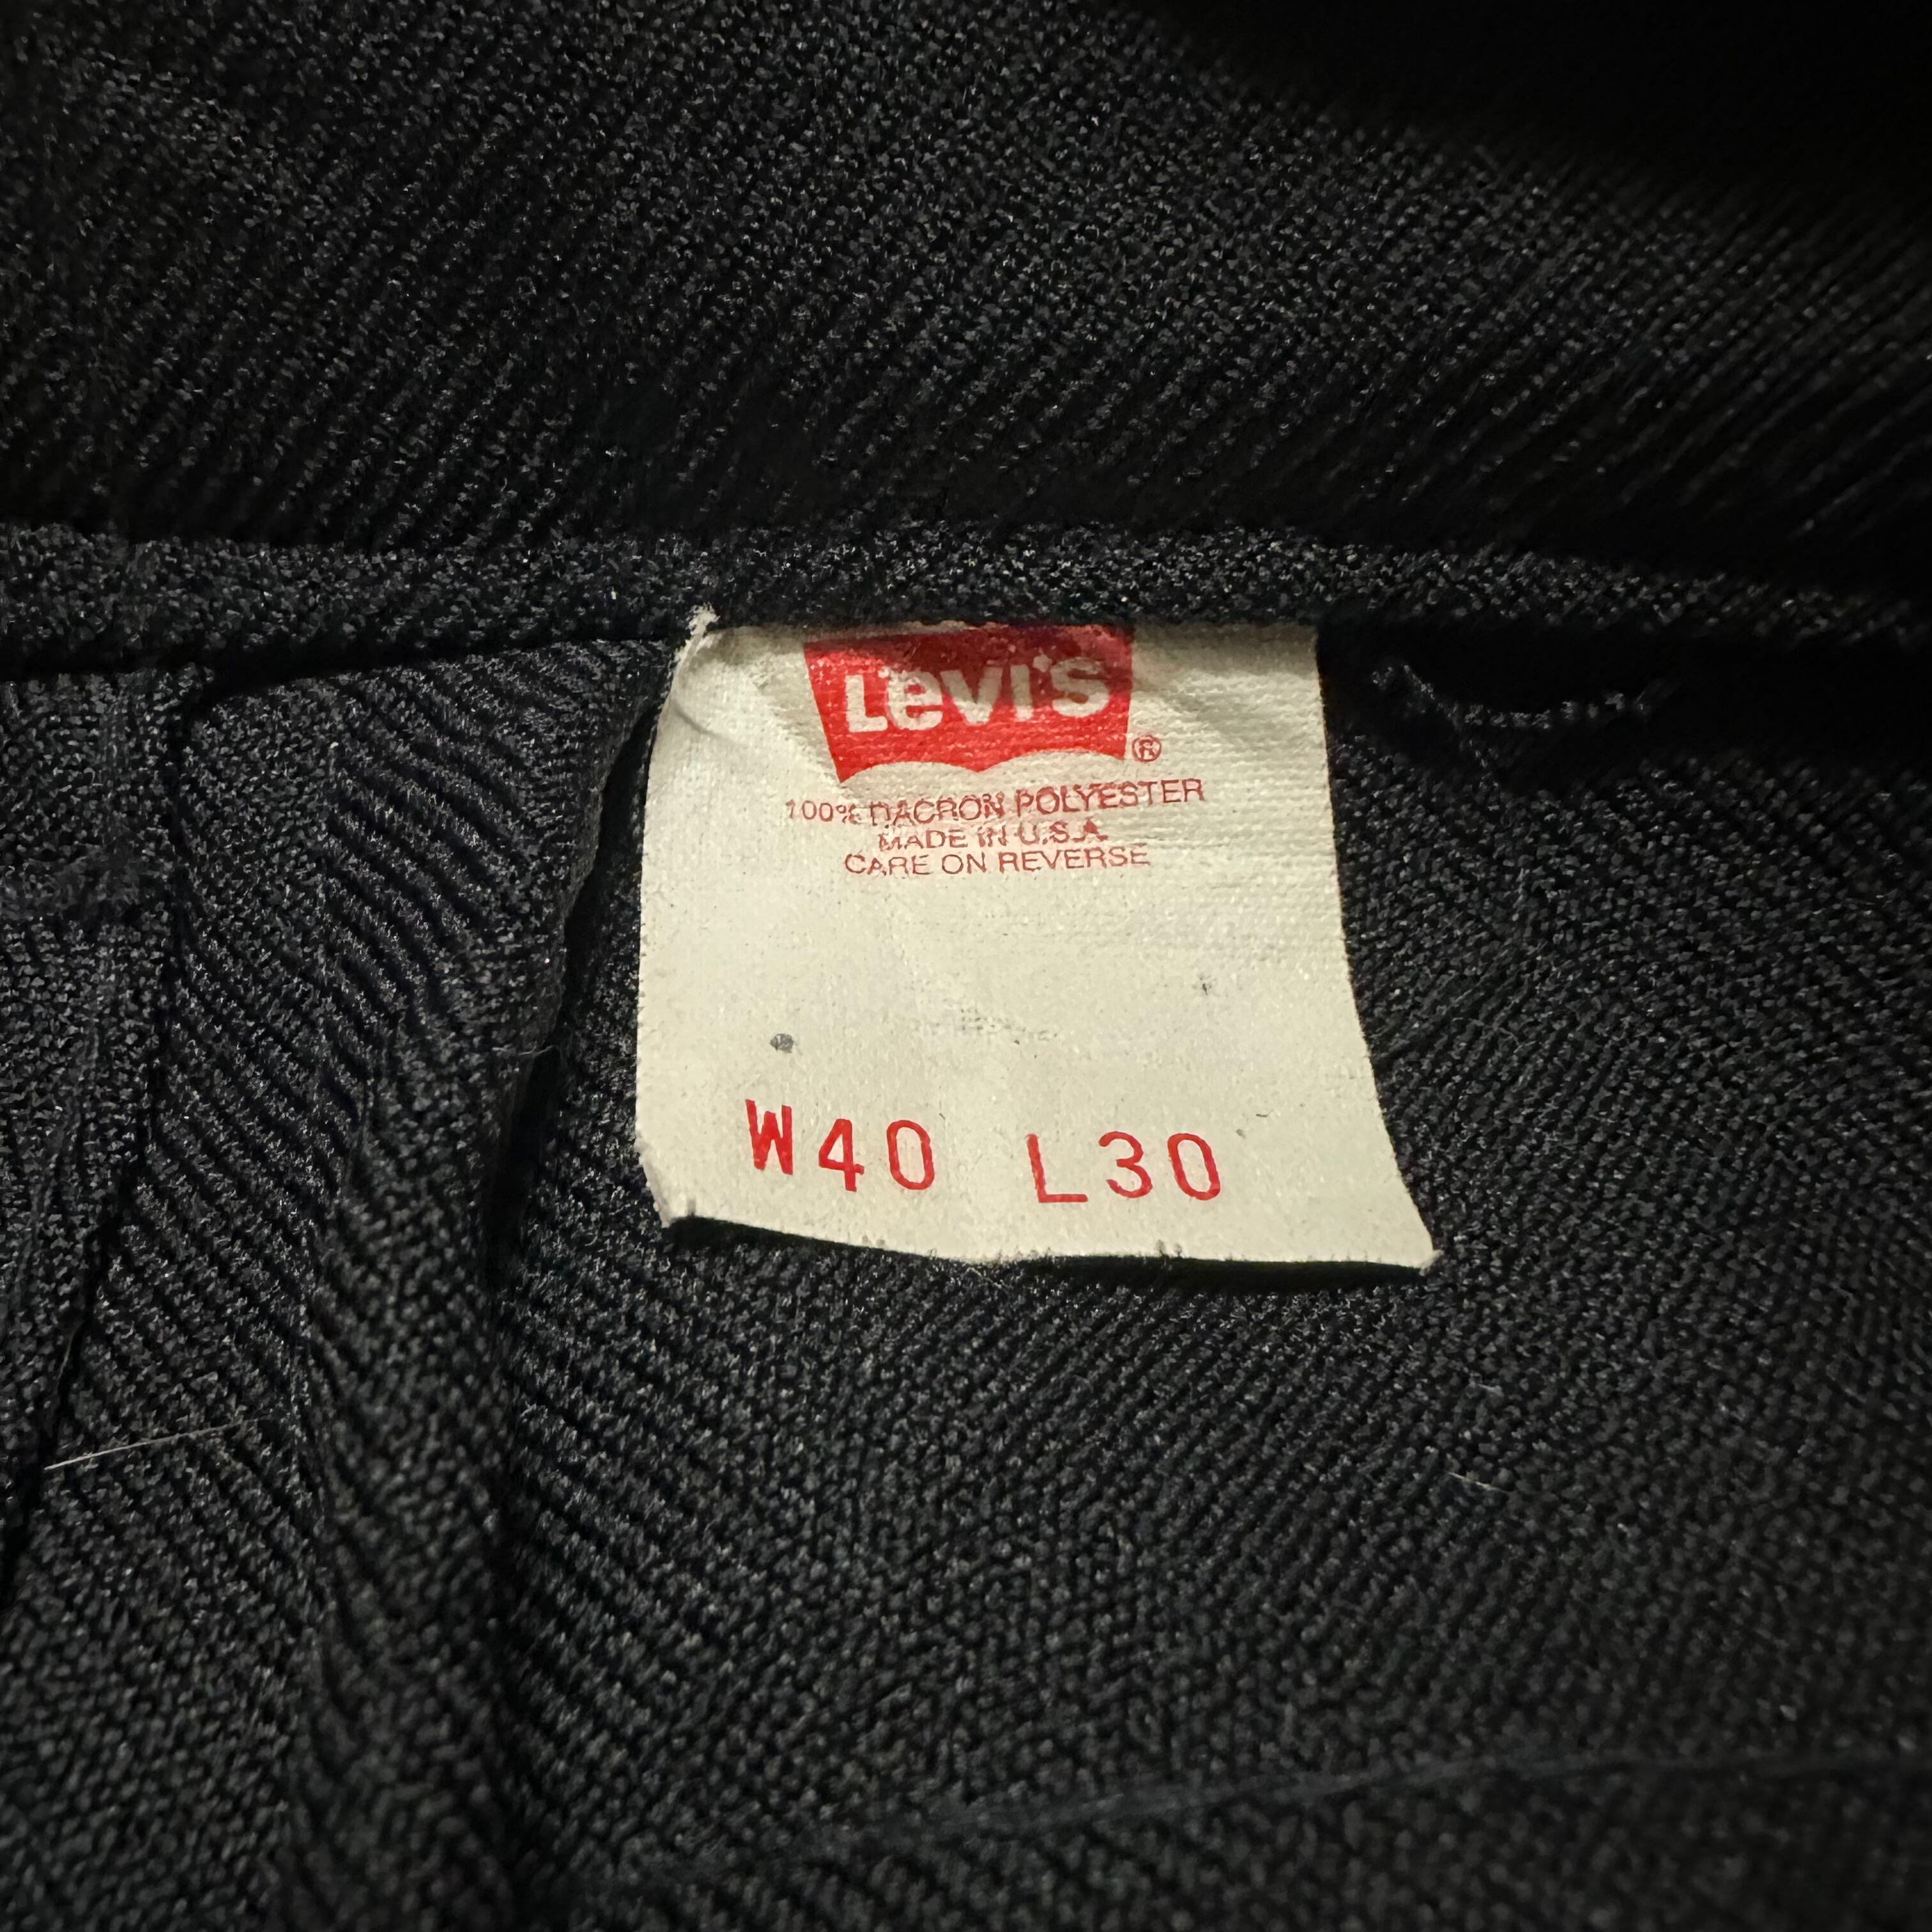 Levi's ®
100% DACRON POLYESTER
MADE IN U.S.A.
CARE ON REVERSE
W40 L30